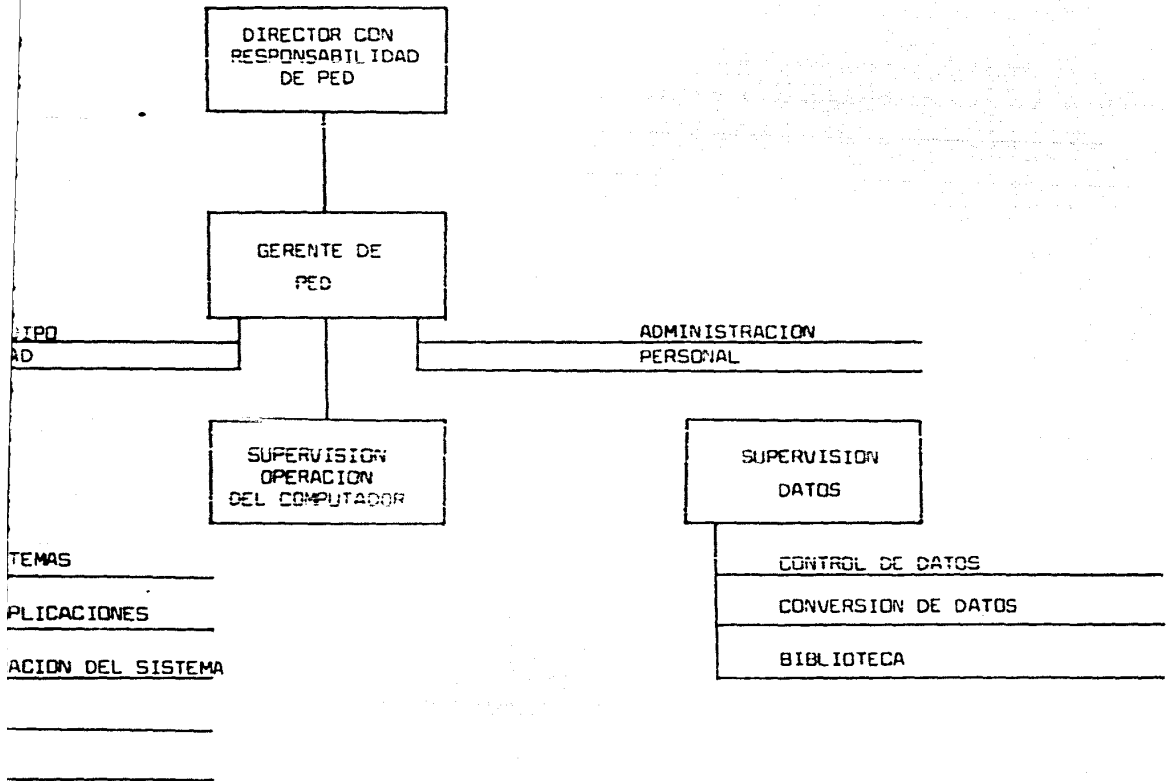 DIRECTOR CON
RESPONSABILIDAD
DE PED
GERENTE DE
PED
AD
ADMINISTRACION
PERSONAL
SUPERVISION
OPERACION
DEL COMPUTADOR
SUPERVISION
DATOS
TEMAS
PLICACIONES
ACION DEL SISTEMA
CONTROL DE DATOS
CONVERSION DE DATOS
BIBLIOTECA